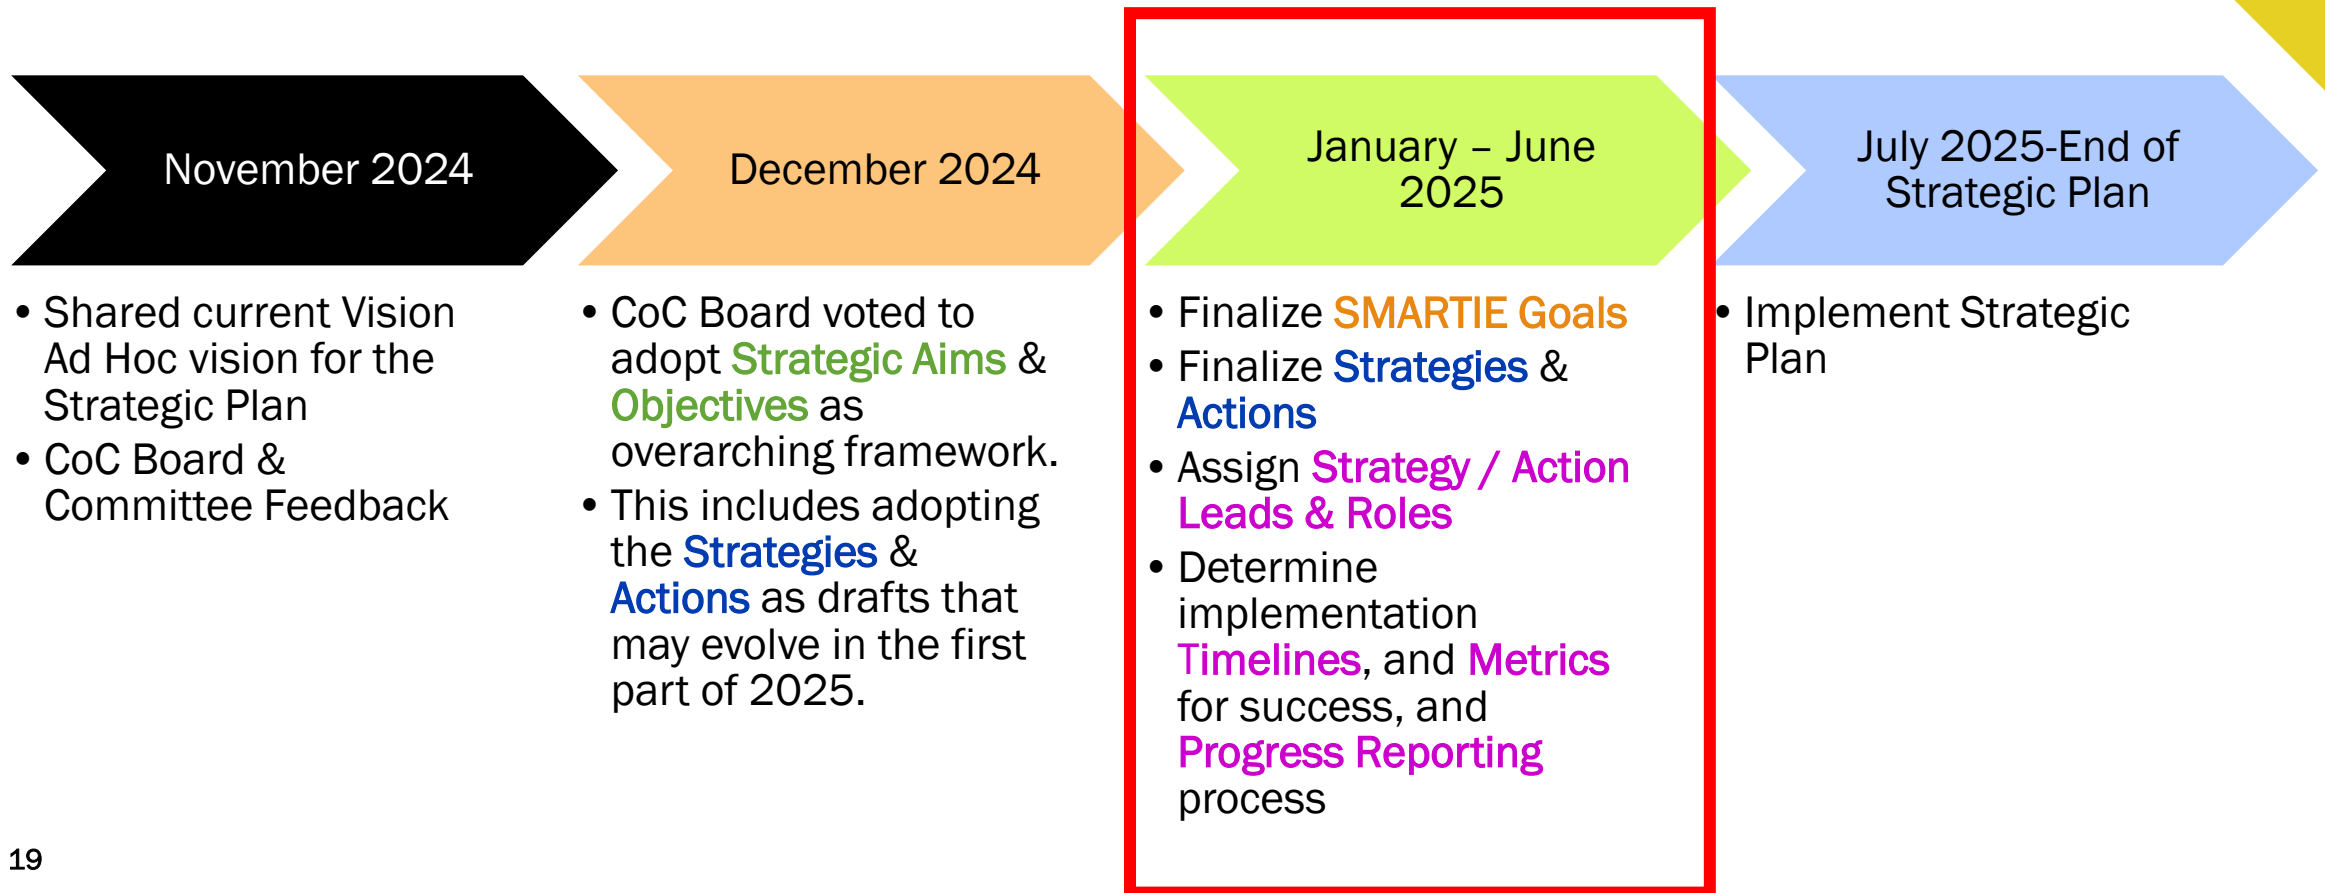 November 2024
• Shared current Vision
Ad Hoc vision for the
Strategic Plan
• CoC Board &
Committee Feedback
December 2024
• CoC Board voted to
adopt Strategic Aims &
Objectives as
overarching framework.
• This includes adopting
the Strategies &
Actions as drafts that
may evolve in the first
part of 2025.
January – June
2025
• Finalize SMARTIE Goals
• Finalize Strategies &
Actions
• Assign Strategy / Action
Leads & Roles
• Determine
implementation
Timelines, and Metrics
for success, and
Progress Reporting
process
July 2025-End of
Strategic Plan
• Implement Strategic
Plan
19